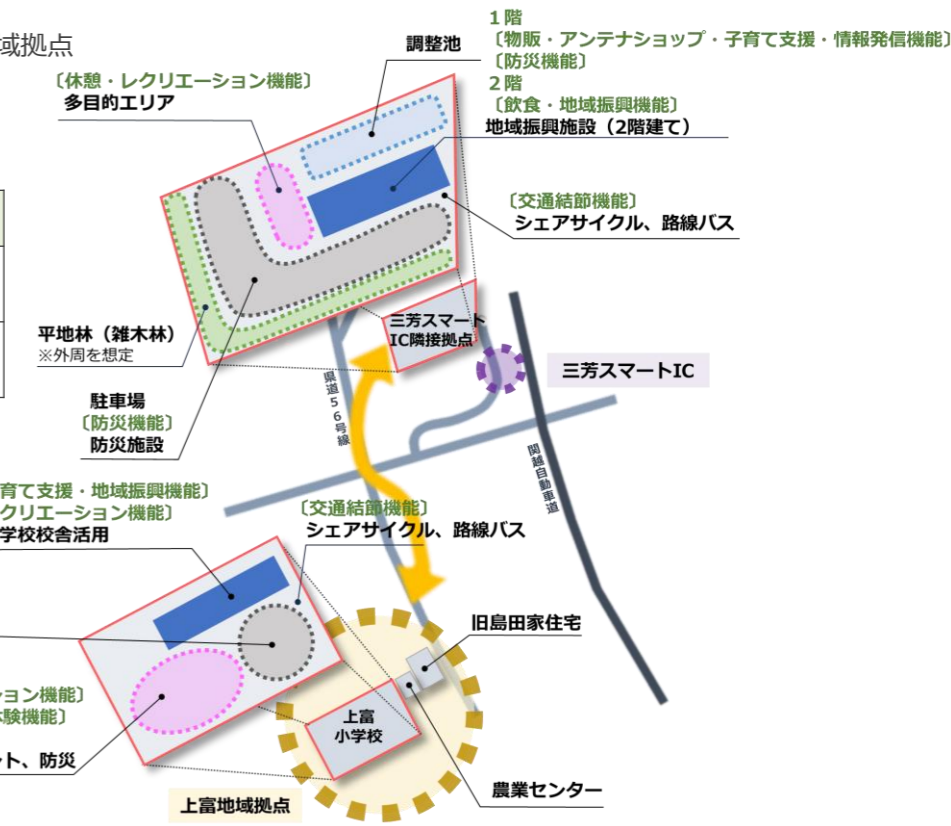 域拠点
調整池
1階
〔物販・アンテナショップ・子育て支援・情報発信機能〕
〔防災機能〕
2階
〔飲食・地域振興機能〕
地域振興施設（2階建て）
〔休憩・レクリエーション機能〕
多目的エリア
〔交通結節機能〕
シェアサイクル、路線バス
平地林（雑木林）
※外周を想定
三芳スマート
IC隣接拠点
三芳スマートIC
駐車場
〔防災機能〕
防災施設
県道56号線
関越自動車道
育て支援・地域振興機能〕
クリエーション機能〕
学校校舎活用
〔交通結節機能〕
シェアサイクル、路線バス
旧島田家住宅
ション機能〕
体験機能〕
ント、防災
上富
小学校
農業センター
上富地域拠点